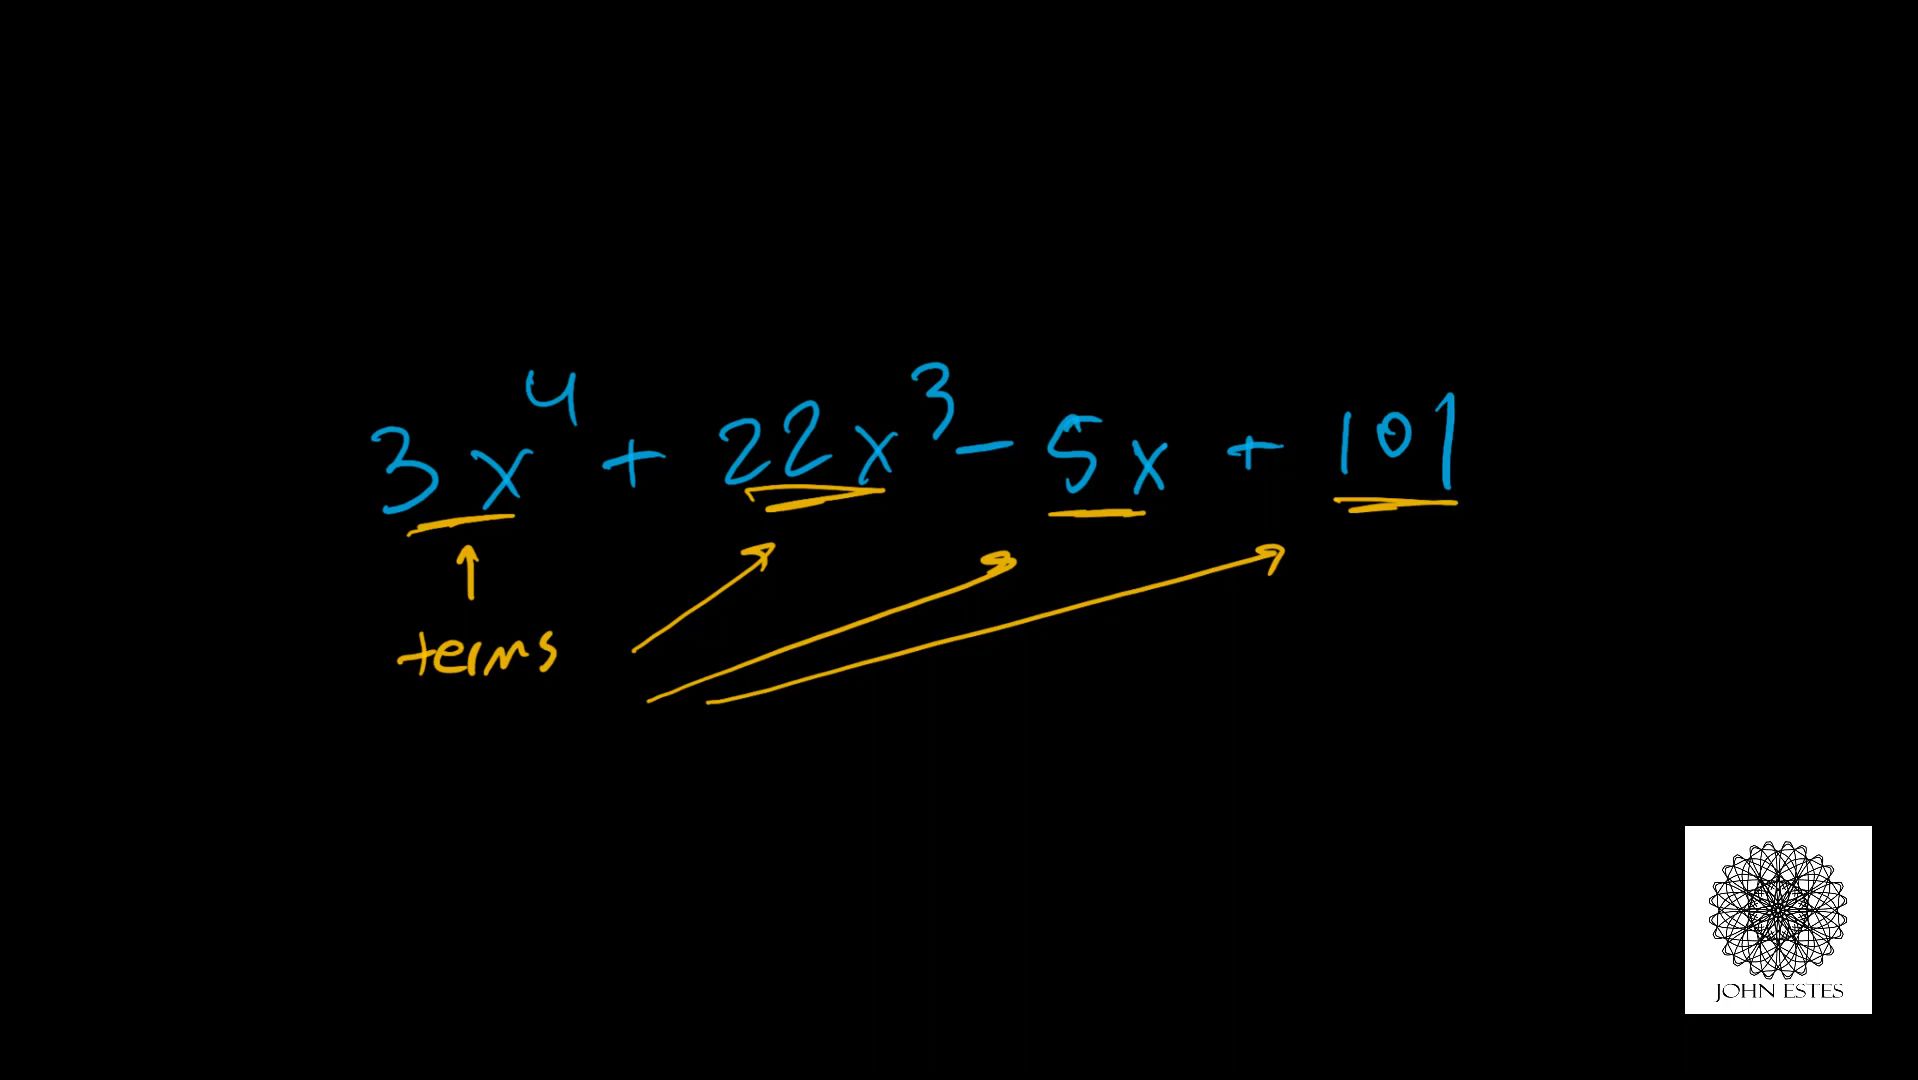 3x⁴ + 22x³ - 5x + 101
terms
JOHN ESTES